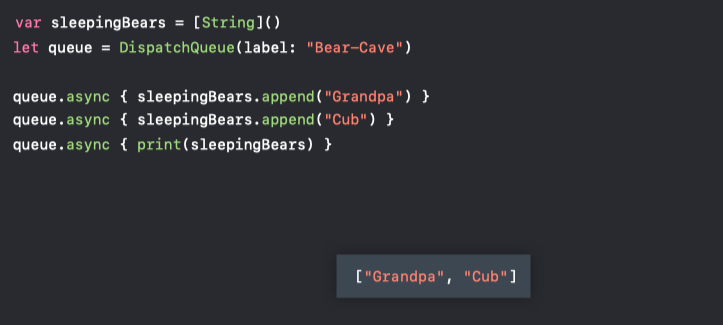 var sleepingBears = [String]()
let queue = DispatchQueue(label: "Bear-Cave")
queue.async { sleepingBears.append("Grandpa") }
queue.async { sleepingBears.append("Cub") }
queue.async { print(sleepingBears) }
["Grandpa", "Cub"]